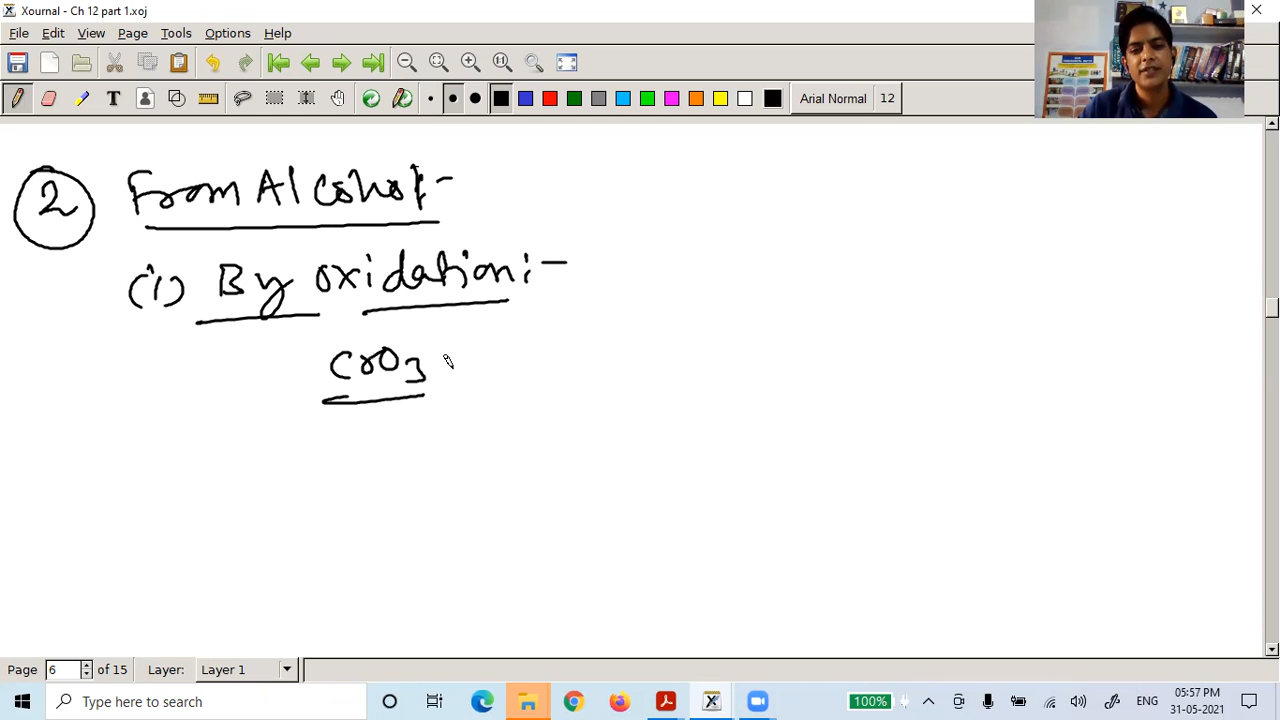 Xournal - Ch 12 part 1.xoj
File Edit View Page Tools Options Help
Arial Normal 12
2 From Alcohol-
(i) By oxidation :-
CrO3
Page 6 of 15 Layer: Layer 1
Type here to search
100%
ENG
05:57 PM
31-05-2021